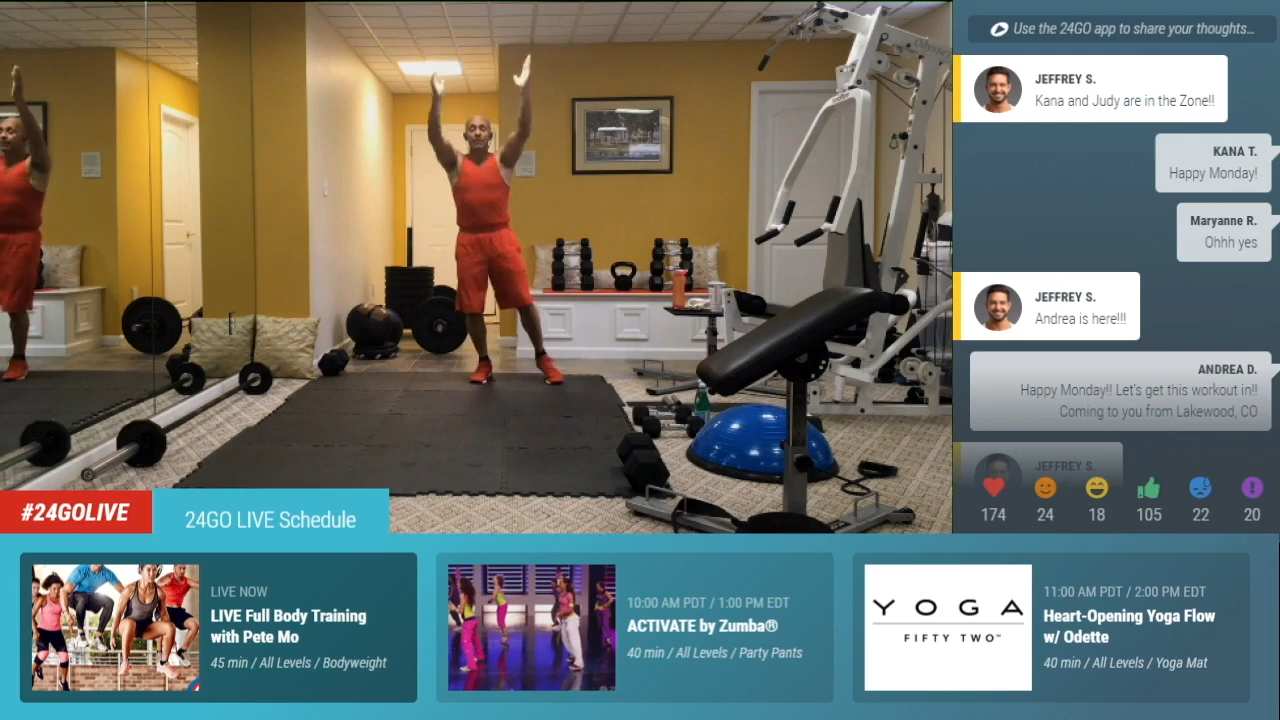 Use the 24GO app to share your thoughts...
JEFFREY S.
Kana and Judy are in the Zone!!
KANA T.
Happy Monday!
Maryanne R.
Ohhh yes
JEFFREY S.
Andrea is here!!!
ANDREA D.
Happy Monday!! Let's get this workout in!!
Coming to you from Lakewood, CO
JEFFREY S.
174
24
18
105
22
20
#24GOLIVE
24GO LIVE Schedule
LIVE NOW
LIVE Full Body Training
with Pete Mo
45 min / All Levels / Bodyweight
10:00 AM PDT / 1:00 PM EDT
ACTIVATE by Zumba®
40 min / All Levels / Party Pants
YOGA
FIFTY TWO™
11:00 AM PDT / 2:00 PM EDT
Heart-Opening Yoga Flow
w/ Odette
40 min / All Levels / Yoga Mat